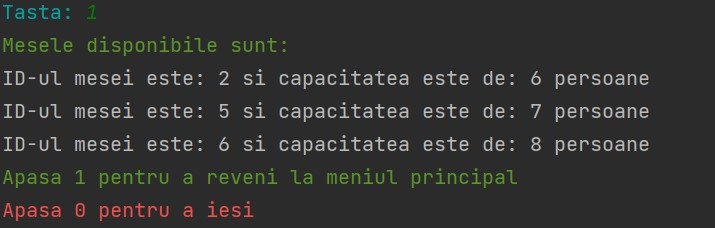 Tasta: 1
Mesele disponibile sunt:
ID-ul mesei este: 2 si capacitatea este de: 6 persoane
ID-ul mesei este: 5 si capacitatea este de: 7 persoane
ID-ul mesei este: 6 si capacitatea este de: 8 persoane
Apasa 1 pentru a reveni la meniul principal
Apasa 0 pentru a iesi